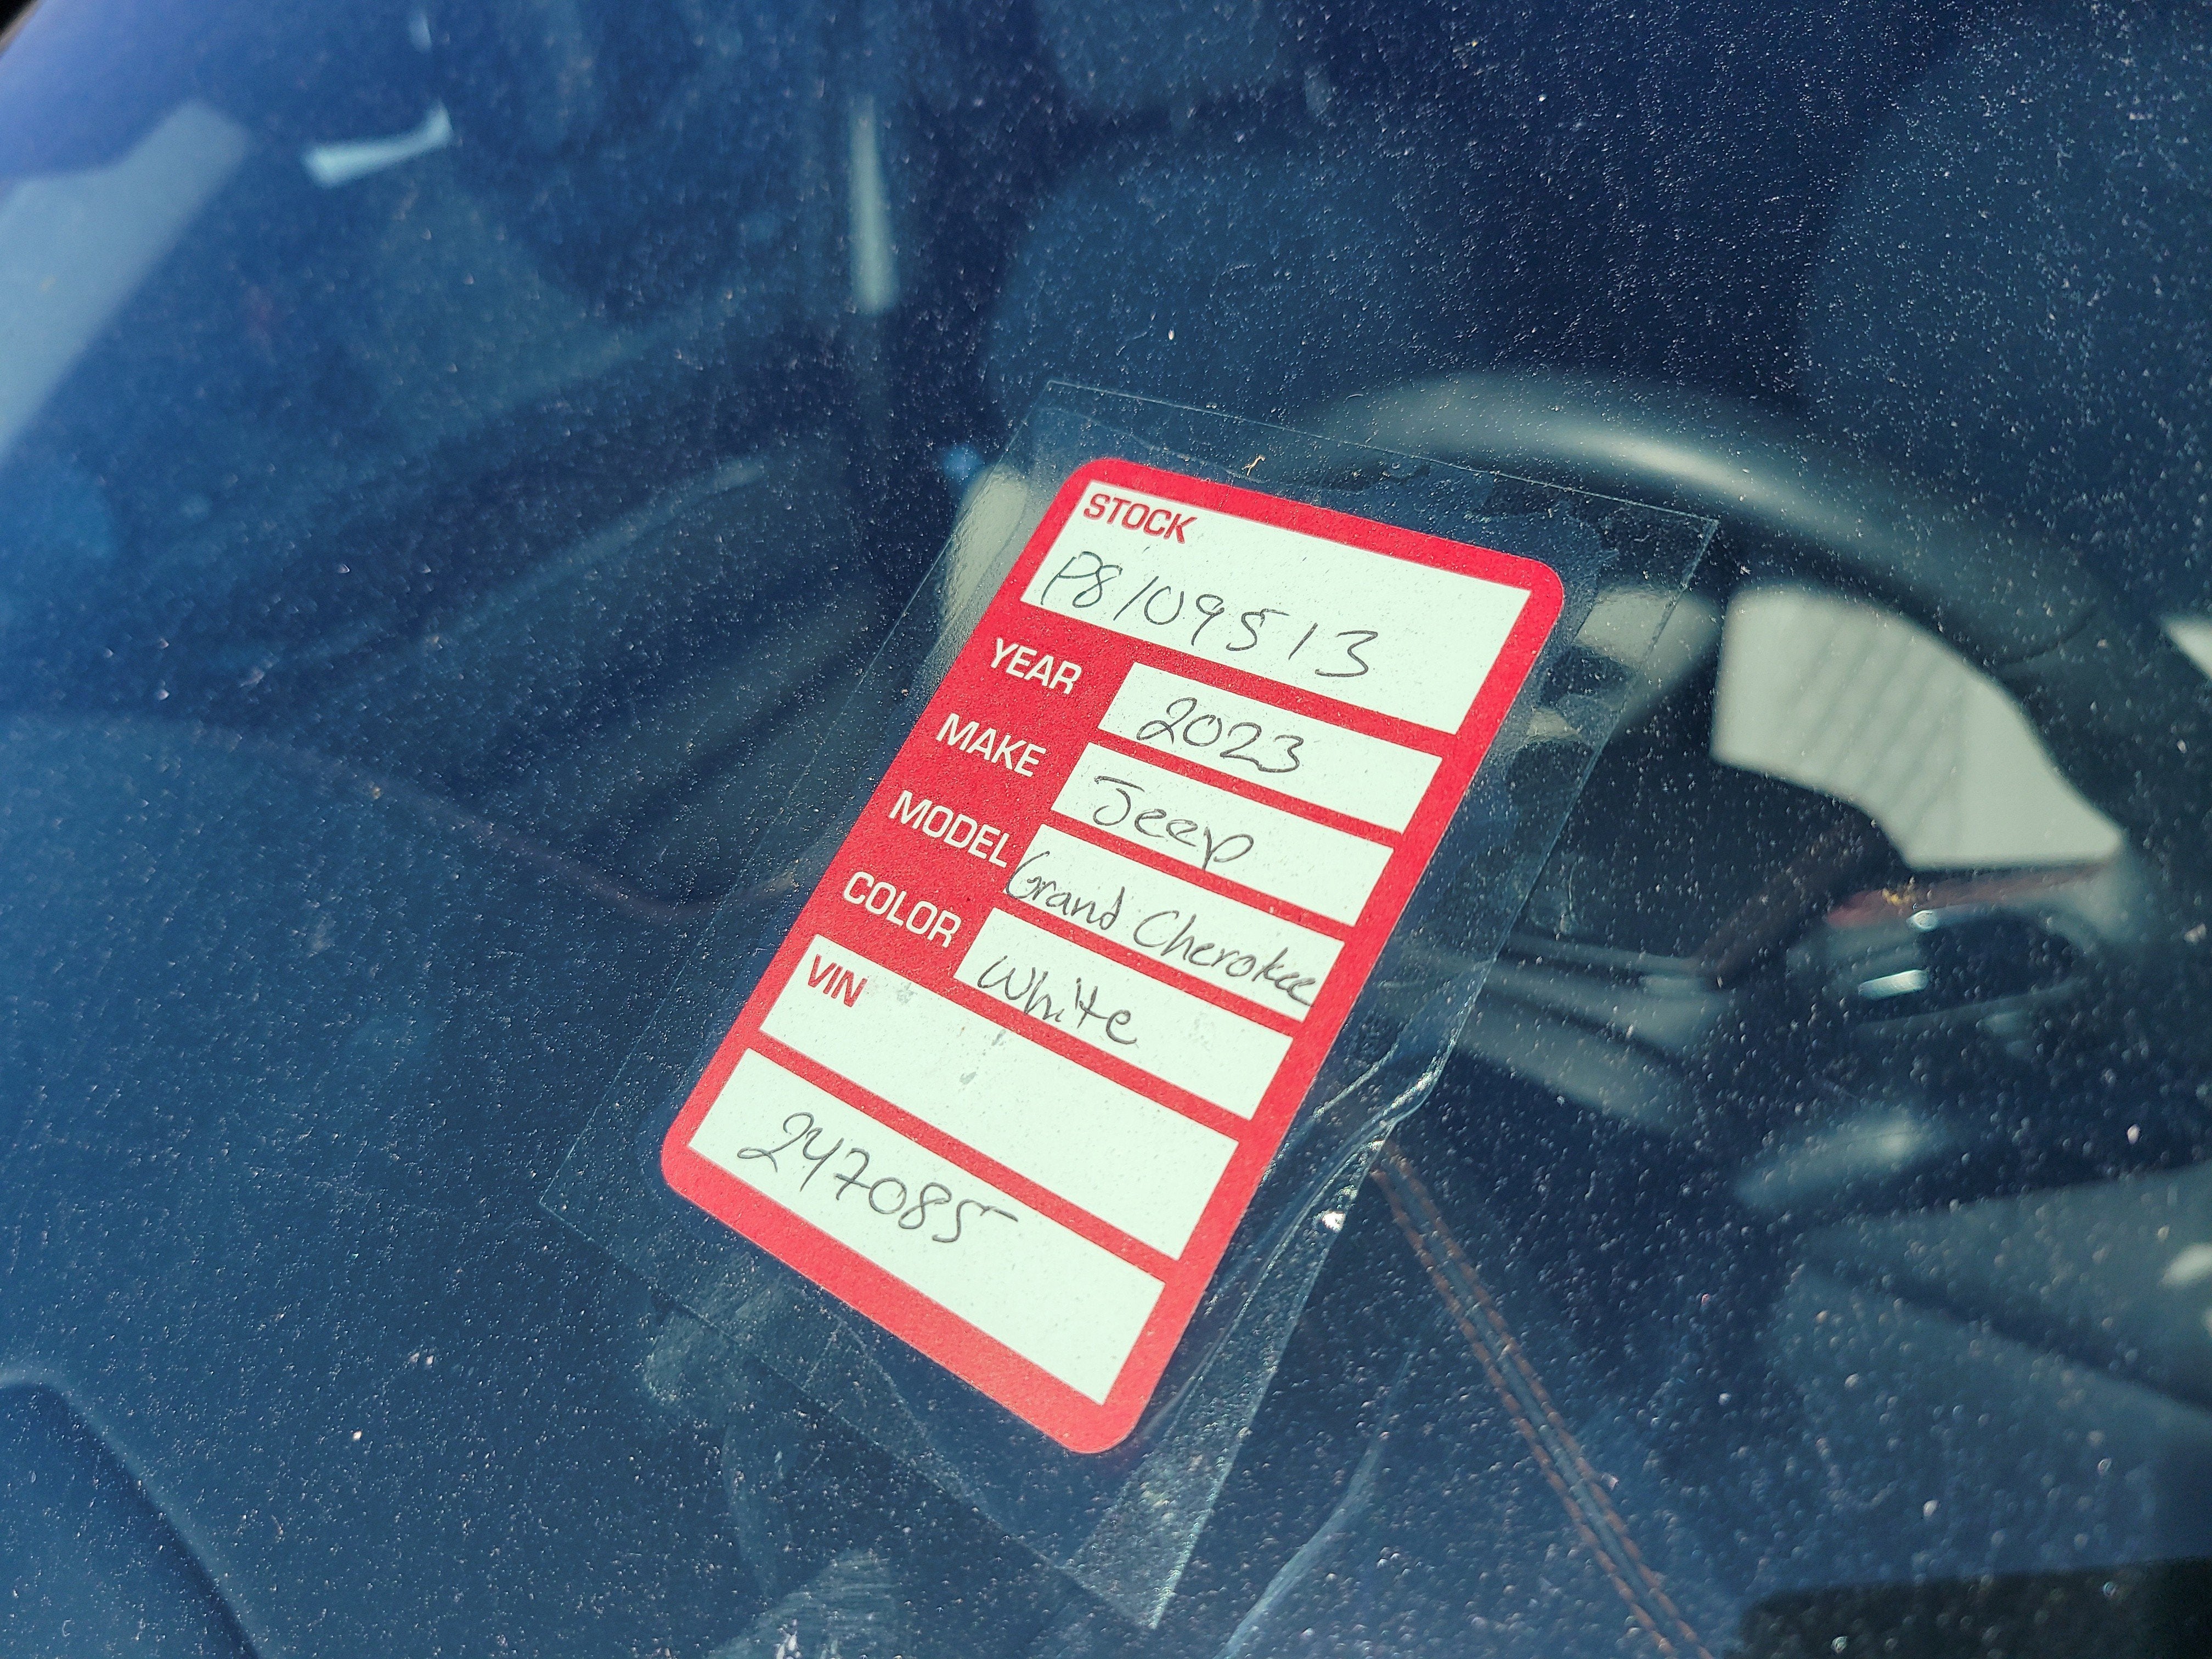 STOCK
P8109513
YEAR 2023
MAKE Jeep
MODEL Grand Cherokee
COLOR White
VIN
247085